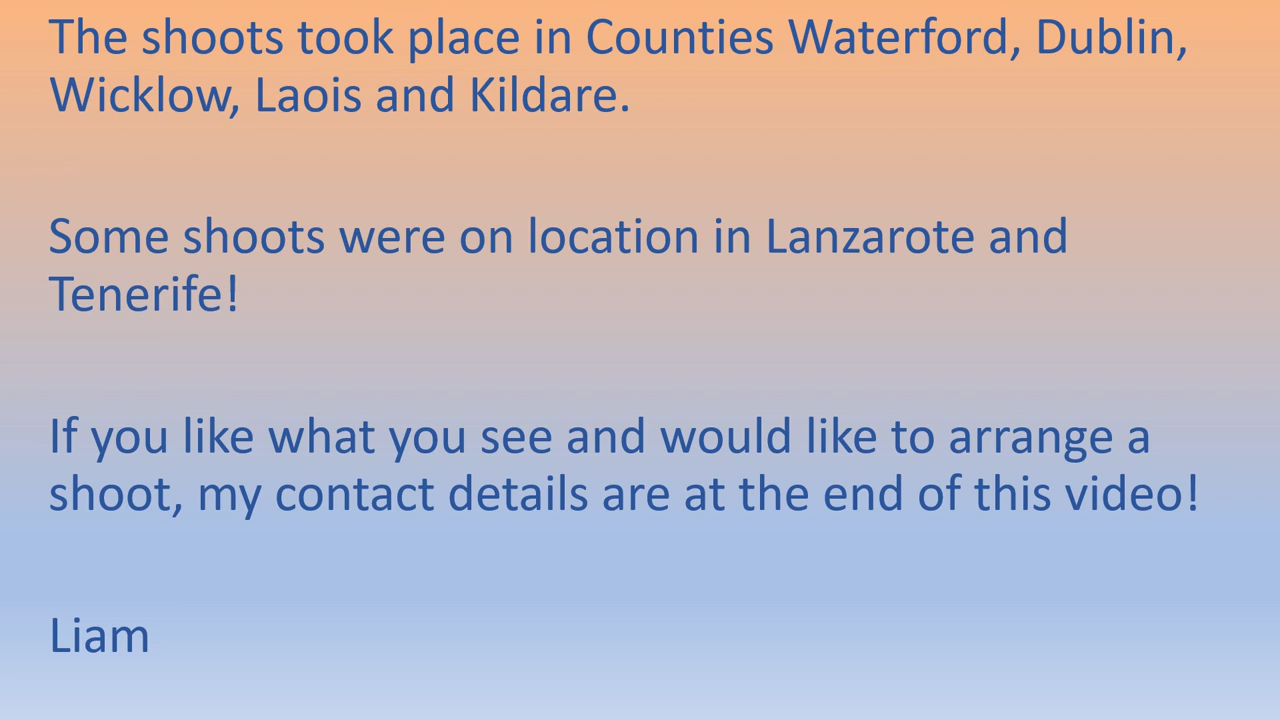 The shoots took place in Counties Waterford, Dublin,
Wicklow, Laois and Kildare.
Some shoots were on location in Lanzarote and
Tenerife!
If you like what you see and would like to arrange a
shoot, my contact details are at the end of this video!
Liam